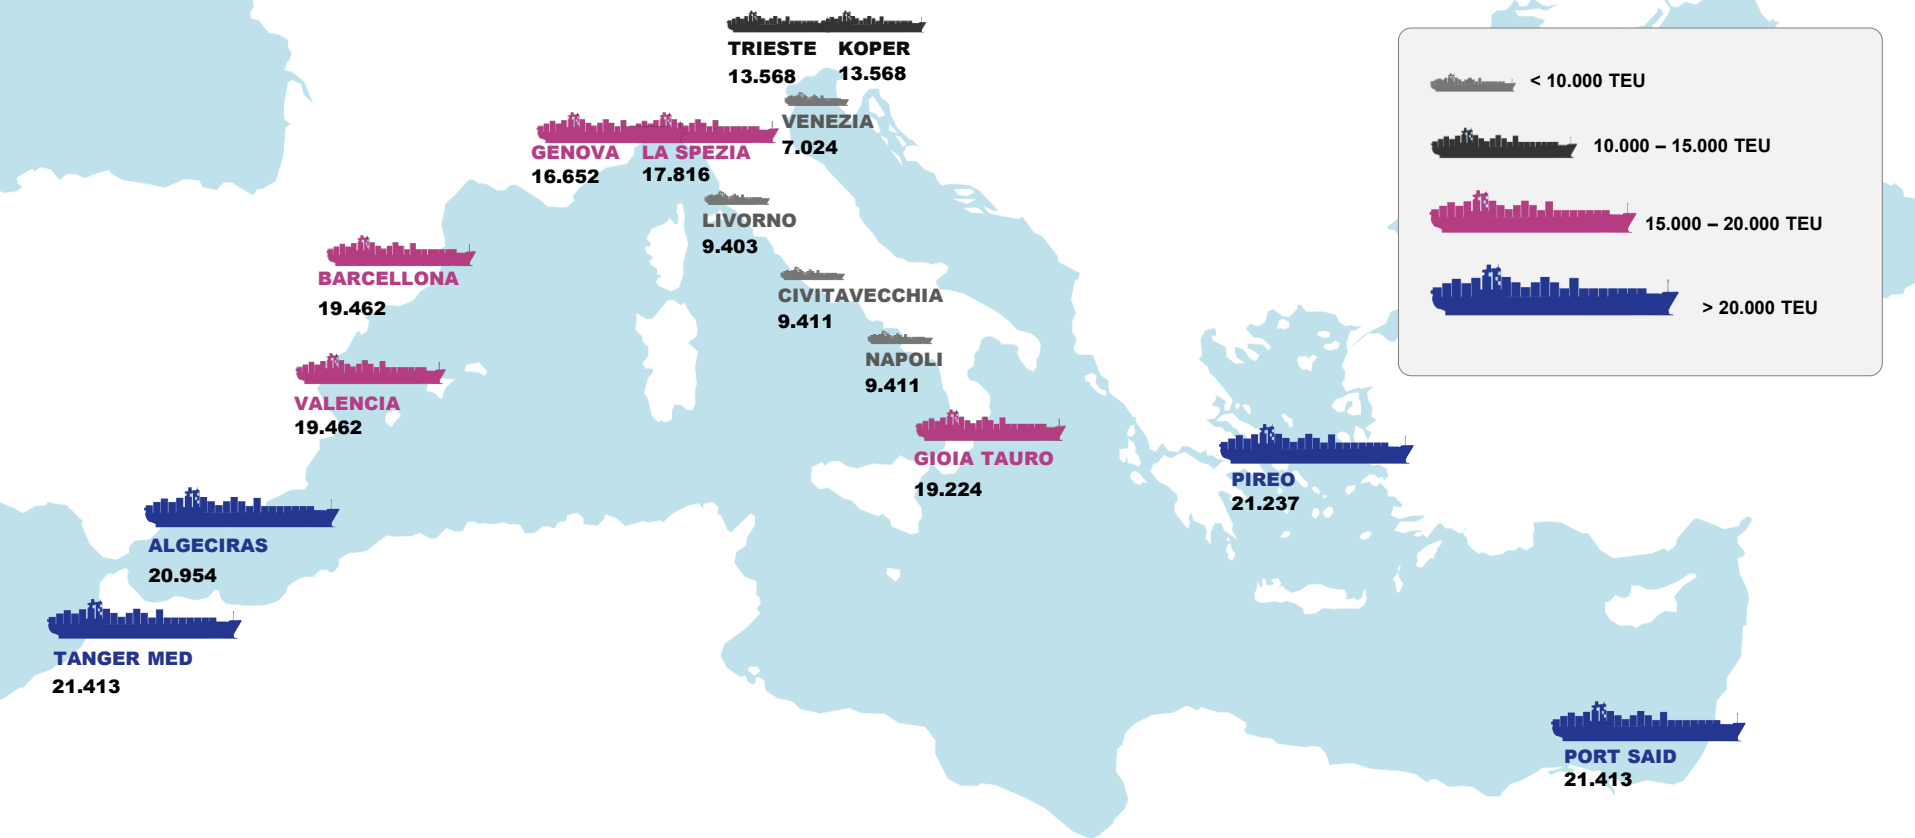 TRIESTE
13.568
KOPER
13.568
VENEZIA
7.024
GENOVA
16.652
LA SPEZIA
17.816
LIVORNO
9.403
BARCELLONA
19.462
CIVITAVECCHIA
9.411
NAPOLI
9.411
VALENCIA
19.462
GIOIA TAURO
19.224
PIREO
21.237
ALGECIRAS
20.954
TANGER MED
21.413
PORT SAID
21.413
< 10.000 TEU
10.000 – 15.000 TEU
15.000 – 20.000 TEU
> 20.000 TEU